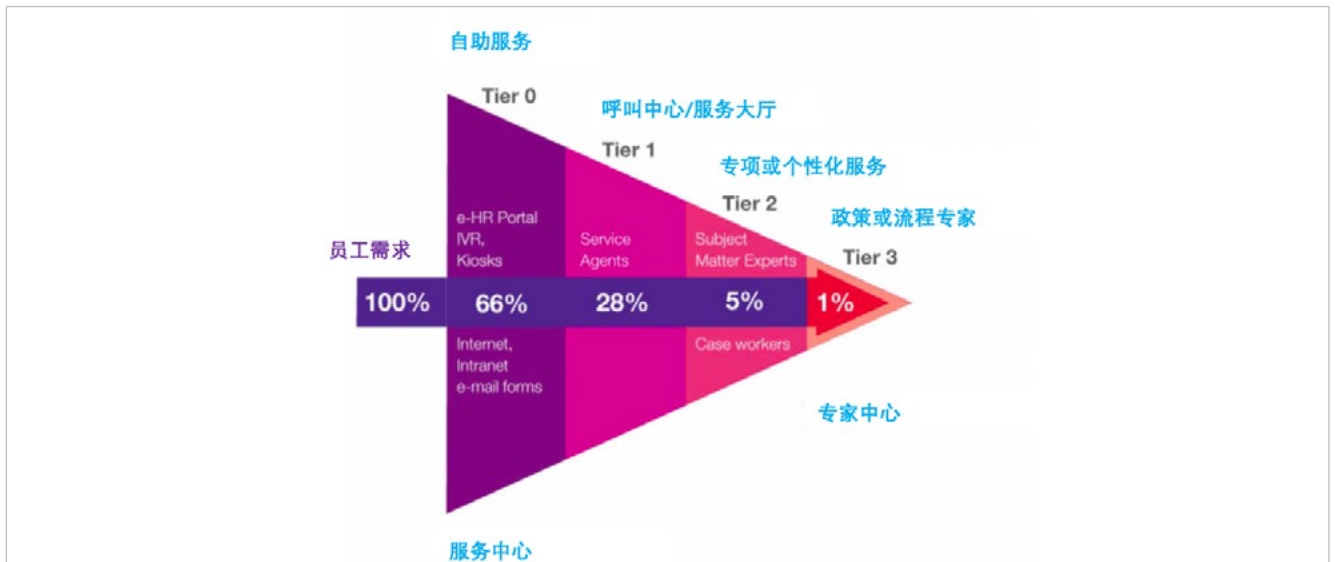 自助服务
Tier 0
呼叫中心/服务大厅
Tier 1
专项或个性化服务
Tier 2
政策或流程专家
Tier 3
员工需求
e-HR Portal
IVR,
Kiosks
Service
Agents
Subject
Matter Experts
100%
66%
28%
5%
1%
Internet,
Intranet
e-mail forms
Case workers
专家中心
服务中心